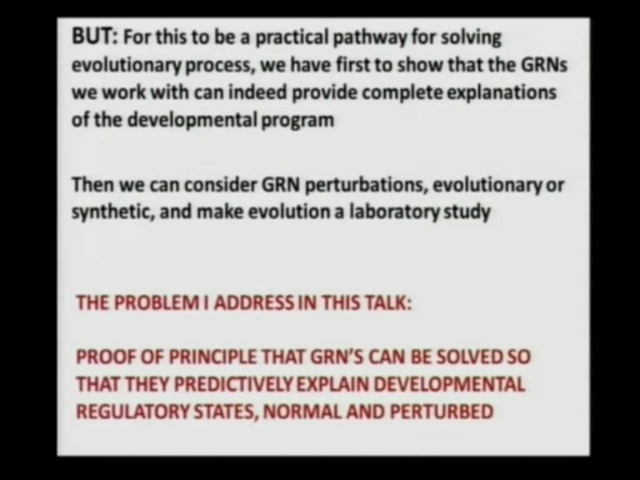 BUT: For this to be a practical pathway for solving
evolutionary process, we have first to show that the GRNs
we work with can indeed provide complete explanations
of the developmental program
Then we can consider GRN perturbations, evolutionary or
synthetic, and make evolution a laboratory study
THE PROBLEM I ADDRESS IN THIS TALK:
PROOF OF PRINCIPLE THAT GRN'S CAN BE SOLVED SO
THAT THEY PREDICTIVELY EXPLAIN DEVELOPMENTAL
REGULATORY STATES, NORMAL AND PERTURBED